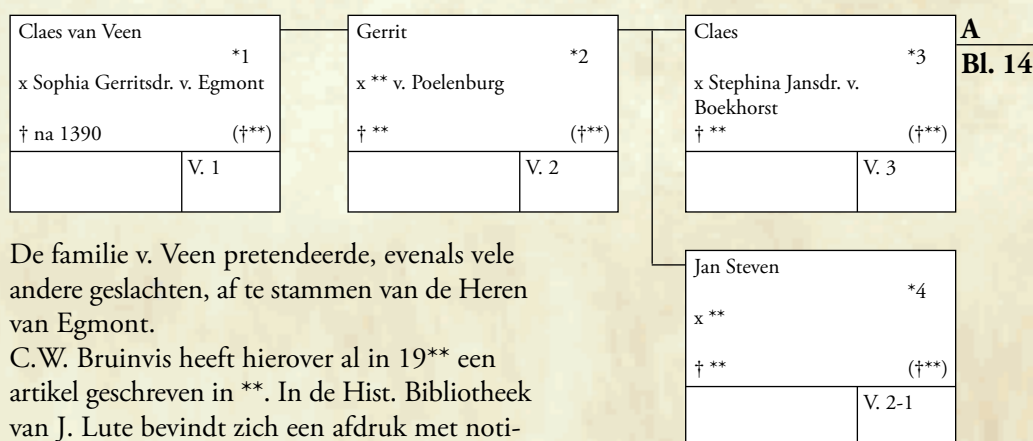 Claes van Veen
*1
x Sophia Gerritsdr. v. Egmont
† na 1390 (†**)
V. 1
Gerrit
*2
x ** v. Poelenburg
† ** (†**)
V. 2
Claes
*3
x Stephina Jansdr. v.
Boekhorst
† ** (†**)
V. 3
A
Bl. 14
De familie v. Veen pretendeerde, evenals vele
andere geslachten, af te stammen van de Heren
van Egmont.
C.W. Bruinvis heeft hierover al in 19** een
artikel geschreven in **. In de Hist. Bibliotheek
van J. Lute bevindt zich een afdruk met noti-
Jan Steven
*4
x **
† ** (†**)
V. 2-1